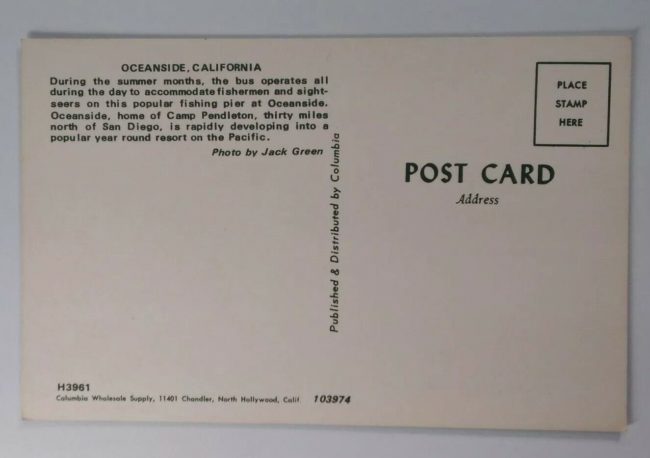 OCEANSIDE, CALIFORNIA
During the summer months, the bus operates all
during the day to accommodate fishermen and sight-
seers on this popular fishing pier at Oceanside.
Oceanside, home of Camp Pendleton, thirty miles
north of San Diego, is rapidly developing into a
popular year round resort on the Pacific.
Photo by Jack Green
H3961
Columbia Wholesale Supply, 11401 Chandler, North Hollywood, Calif. 103974
Published & Distributed by Columbia
PLACE
STAMP
HERE
POST CARD
Address